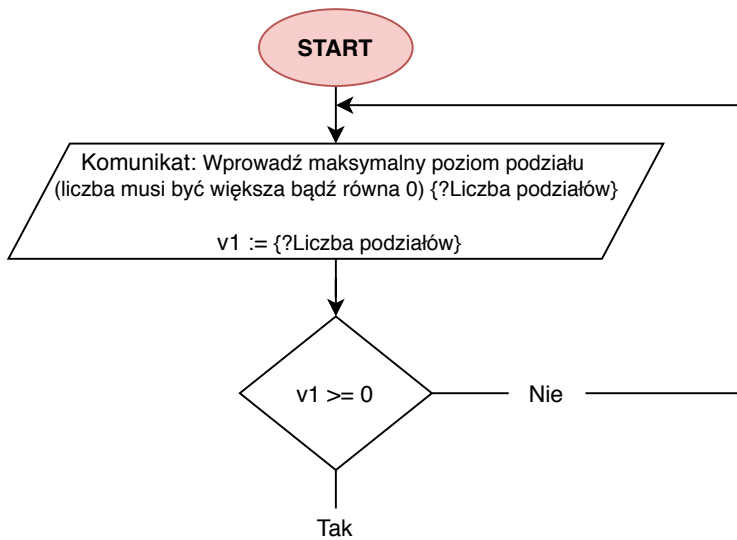 START
Komunikat: Wprowadź maksymalny poziom podziału
(liczba musi być większa bądź równa 0) {?Liczba podziałów}
v1 := {?Liczba podziałów}
v1 >= 0
Nie
Tak